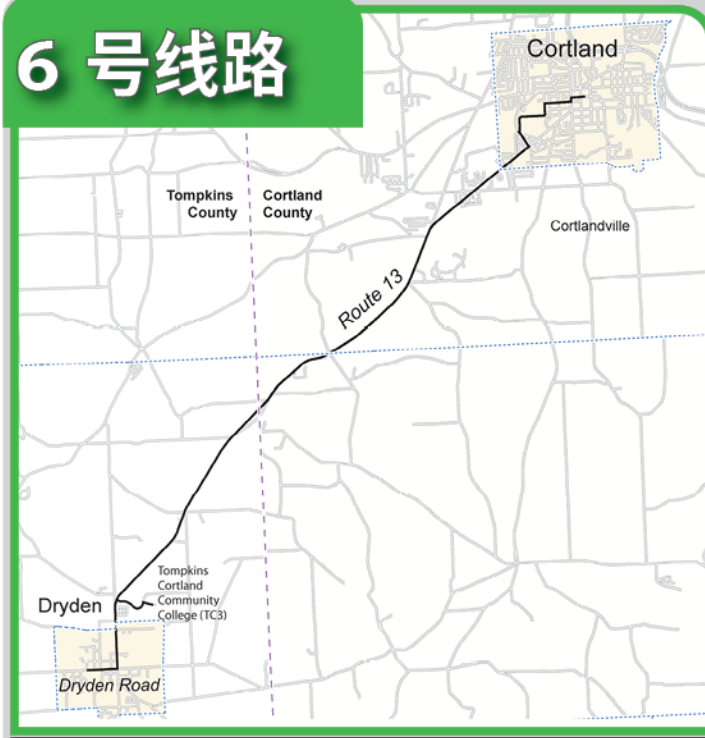 6 号线路
Cortland
Tompkins
County
Cortland
County
Cortlandville
Route 13
Tompkins
Cortland
Community
College (TC3)
Dryden
Dryden Road